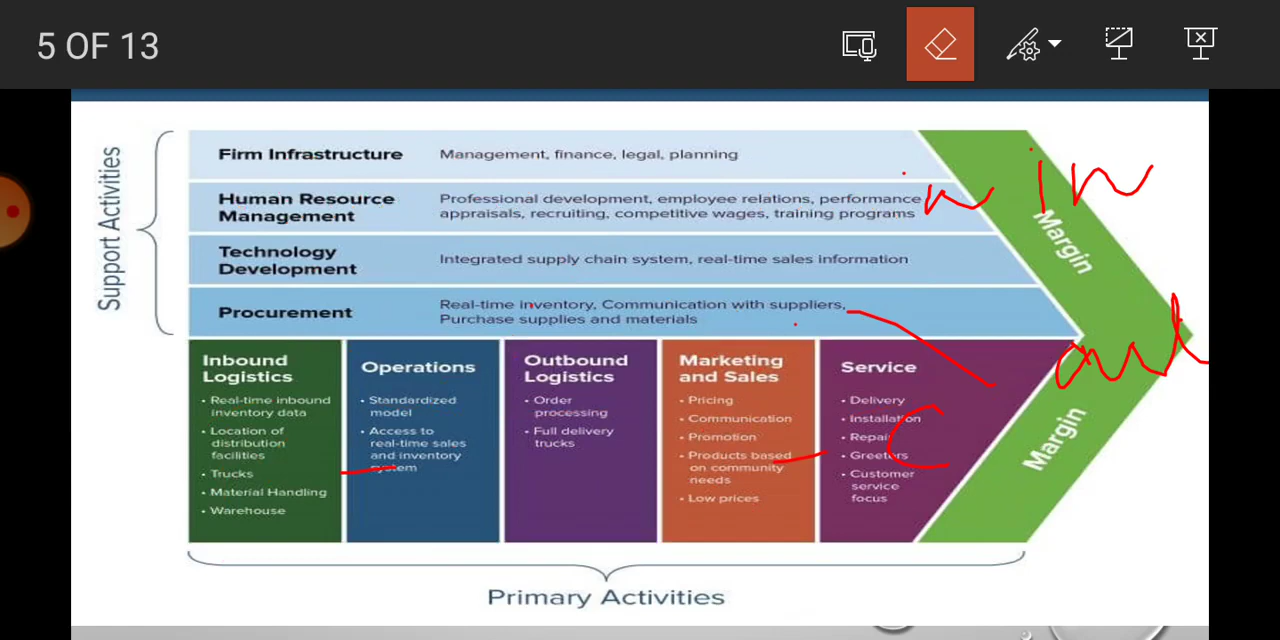 5 OF 13
Support Activities
Firm Infrastructure
Management, finance, legal, planning
Human Resource
Management
Professional development, employee relations, performance
appraisals, recruiting, competitive wages, training programs
Technology
Development
Integrated supply chain system, real-time sales information
Procurement
Real-time inventory, Communication with suppliers,
Purchase supplies and materials
Margin
Inbound
Logistics
• Real-time inbound
inventory data
• Location of
distribution
facilities
• Trucks
• Material Handling
• Warehouse
Operations
• Standardized
model
• Access to
real-time sales
and inventory
system
Outbound
Logistics
• Order
processing
• Full delivery
trucks
Marketing
and Sales
• Pricing
• Communication
• Promotion
• Products based
on community
needs
• Low prices
Service
• Delivery
• Installation
• Repair
• Greeters
• Customer
service
focus
Margin
Primary Activities